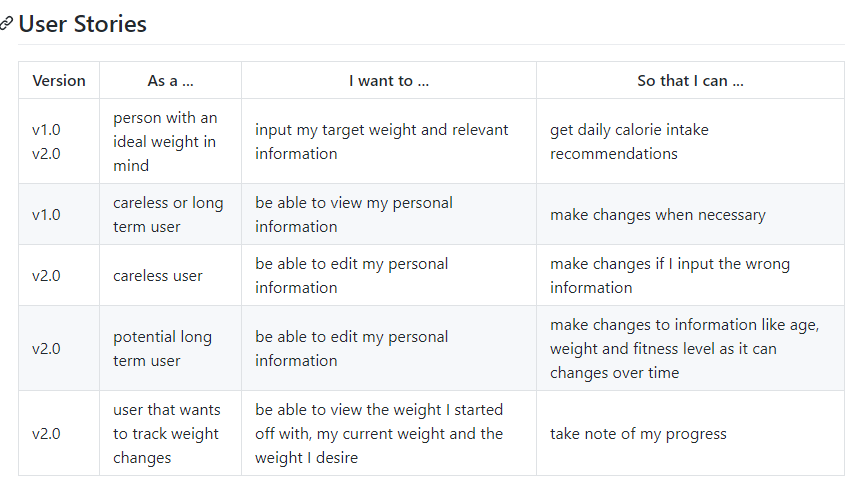 User Stories
Version As a ... I want to ... So that I can ...
v1.0
v2.0
person with an
ideal weight in
mind
input my target weight and relevant
information
get daily calorie intake
recommendations
v1.0
careless or long
term user
be able to view my personal
information
make changes when necessary
v2.0
careless user
be able to edit my personal
information
make changes if I input the wrong
information
v2.0
potential long
term user
be able to edit my personal
information
make changes to information like age,
weight and fitness level as it can
changes over time
v2.0
user that wants
to track weight
changes
be able to view the weight I started
off with, my current weight and the
weight I desire
take note of my progress